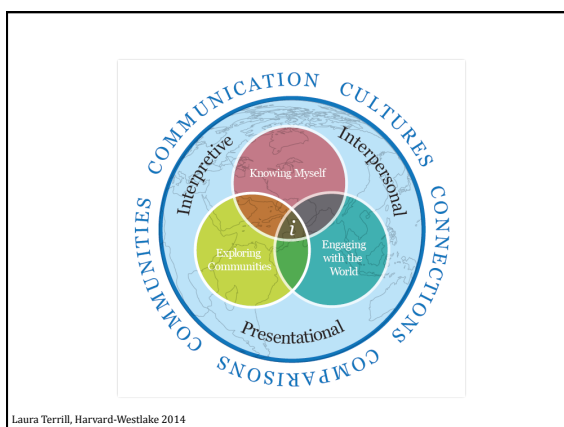 COMMUNICATION
CULTURES
CONNECTIONS
COMPARISONS
COMMUNITIES
Interpretive
Interpersonal
Presentational
Knowing Myself
i
Exploring
Communities
Engaging
with the
World
Laura Terrill, Harvard-Westlake 2014